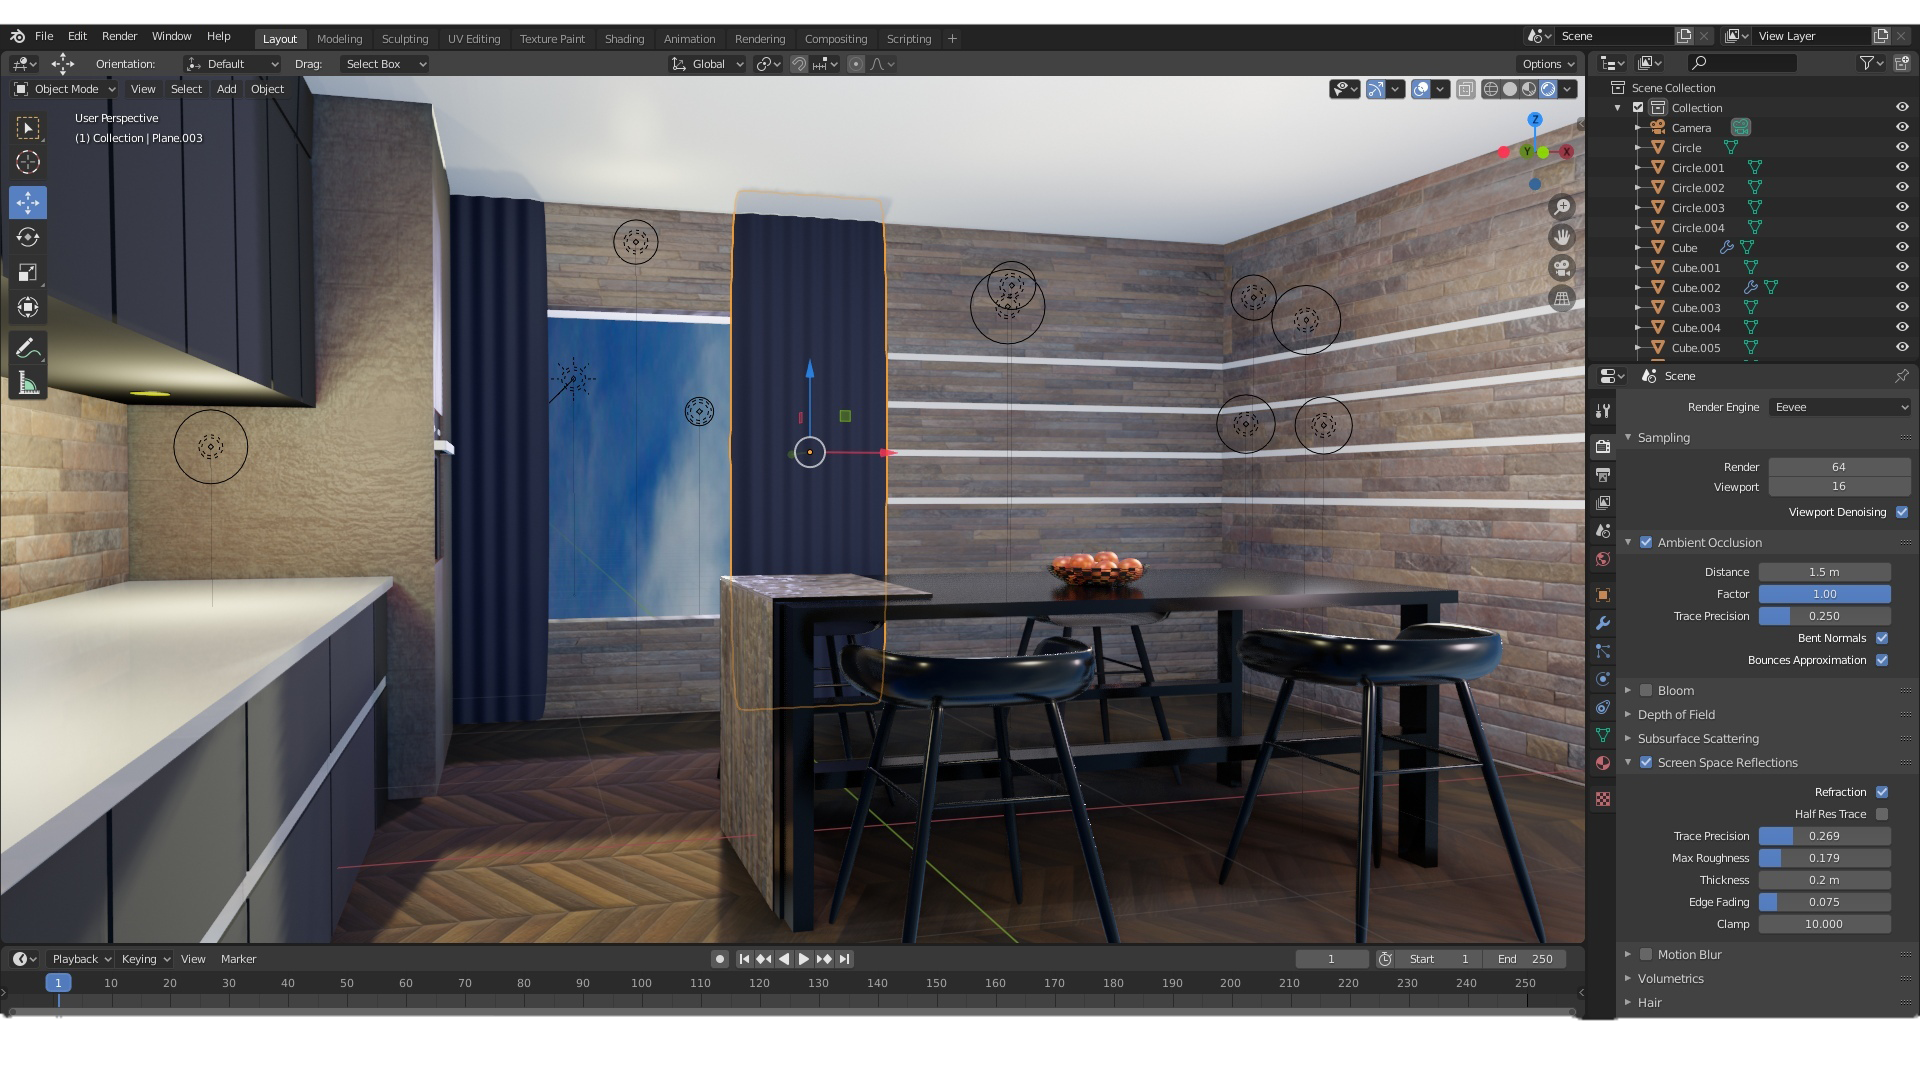 File Edit Render Window Help Layout Modeling Sculpting UV Editing Texture Paint Shading Animation Rendering Compositing Scripting + Scene View Layer
Orientation: Default Drag: Select Box Global Options
Object Mode View Select Add Object
User Perspective
(1) Collection | Plane.003
Z
Y X
Scene Collection
Collection
Camera
Circle
Circle.001
Circle.002
Circle.003
Circle.004
Cube
Cube.001
Cube.002
Cube.003
Cube.004
Cube.005
Scene
Render Engine Eevee
Sampling
Render 64
Viewport 16
Viewport Denoising
Ambient Occlusion
Distance 1.5 m
Factor 1.00
Trace Precision 0.250
Bent Normals
Bounces Approximation
Bloom
Depth of Field
Subsurface Scattering
Screen Space Reflections
Refraction
Half Res Trace
Trace Precision 0.269
Max Roughness 0.179
Thickness 0.2 m
Edge Fading 0.075
Clamp 10.000
Motion Blur
Volumetrics
Hair
Playback Keying View Marker 1 Start 1 End 250
1 10 20 30 40 50 60 70 80 90 100 110 120 130 140 150 160 170 180 190 200 210 220 230 240 250